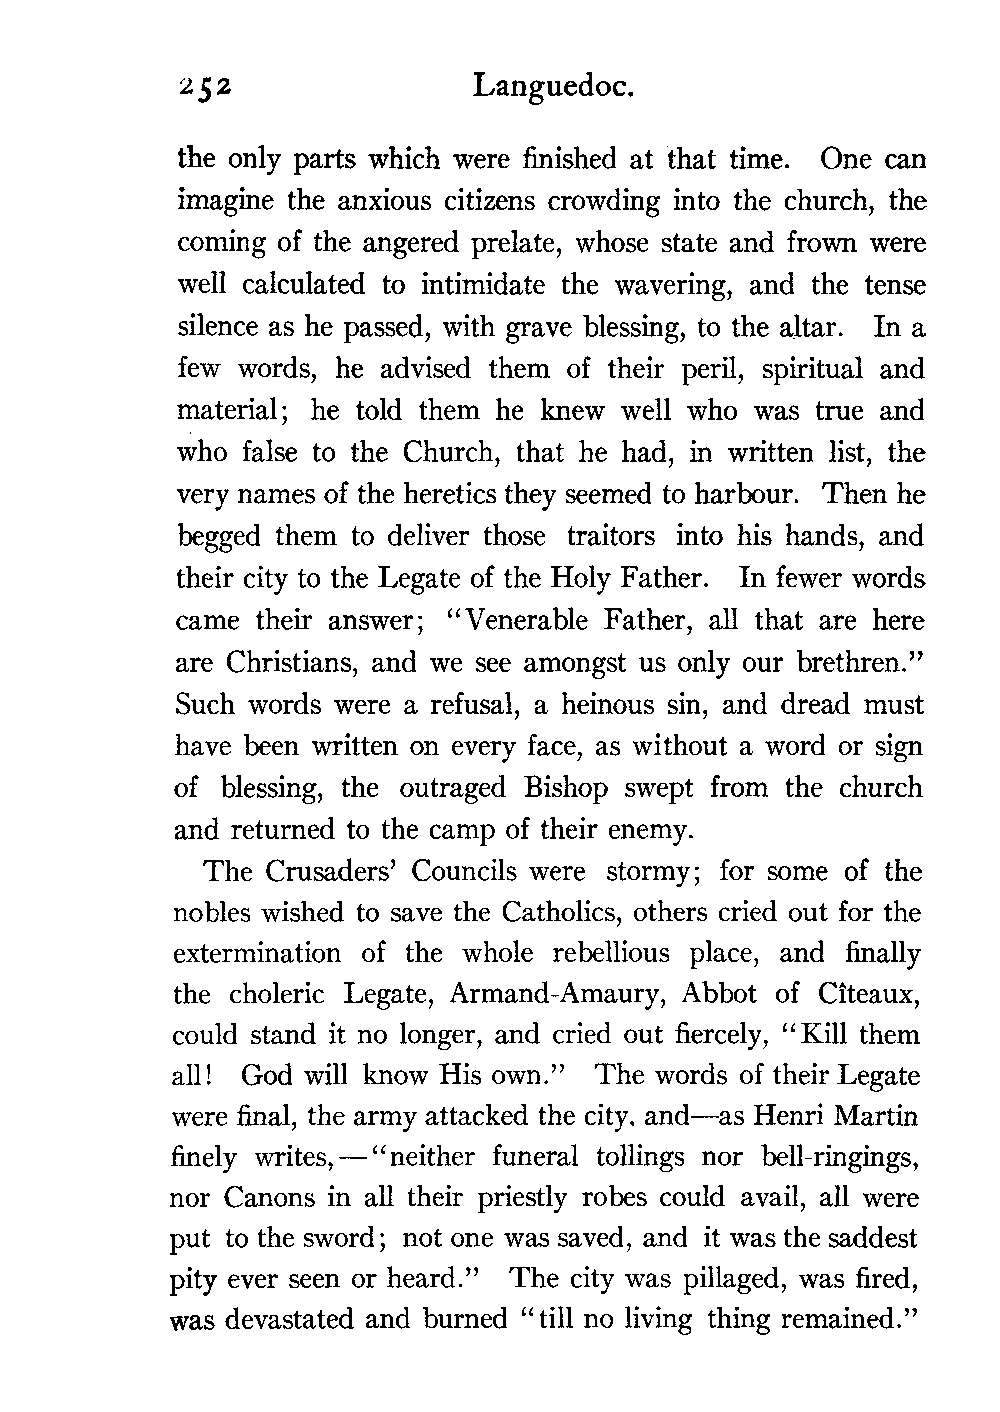 252 Languedoc.
the only parts which were finished at that time. One can
imagine the anxious citizens crowding into the church, the
coming of the angered prelate, whose state and frown were
well calculated to intimidate the wavering, and the tense
silence as he passed, with grave blessing, to the altar. In a
few words, he advised them of their peril, spiritual and
material; he told them he knew well who was true and
who false to the Church, that he had, in written list, the
very names of the heretics they seemed to harbour. Then he
begged them to deliver those traitors into his hands, and
their city to the Legate of the Holy Father. In fewer words
came their answer; “Venerable Father, all that are here
are Christians, and we see amongst us only our brethren.”
Such words were a refusal, a heinous sin, and dread must
have been written on every face, as without a word or sign
of blessing, the outraged Bishop swept from the church
and returned to the camp of their enemy.
The Crusaders’ Councils were stormy; for some of the
nobles wished to save the Catholics, others cried out for the
extermination of the whole rebellious place, and finally
the choleric Legate, Armand-Amaury, Abbot of Cîteaux,
could stand it no longer, and cried out fiercely, “Kill them
all! God will know His own.” The words of their Legate
were final, the army attacked the city, and—as Henri Martin
finely writes,—“neither funeral tollings nor bell-ringings,
nor Canons in all their priestly robes could avail, all were
put to the sword; not one was saved, and it was the saddest
pity ever seen or heard.” The city was pillaged, was fired,
was devastated and burned “till no living thing remained.”